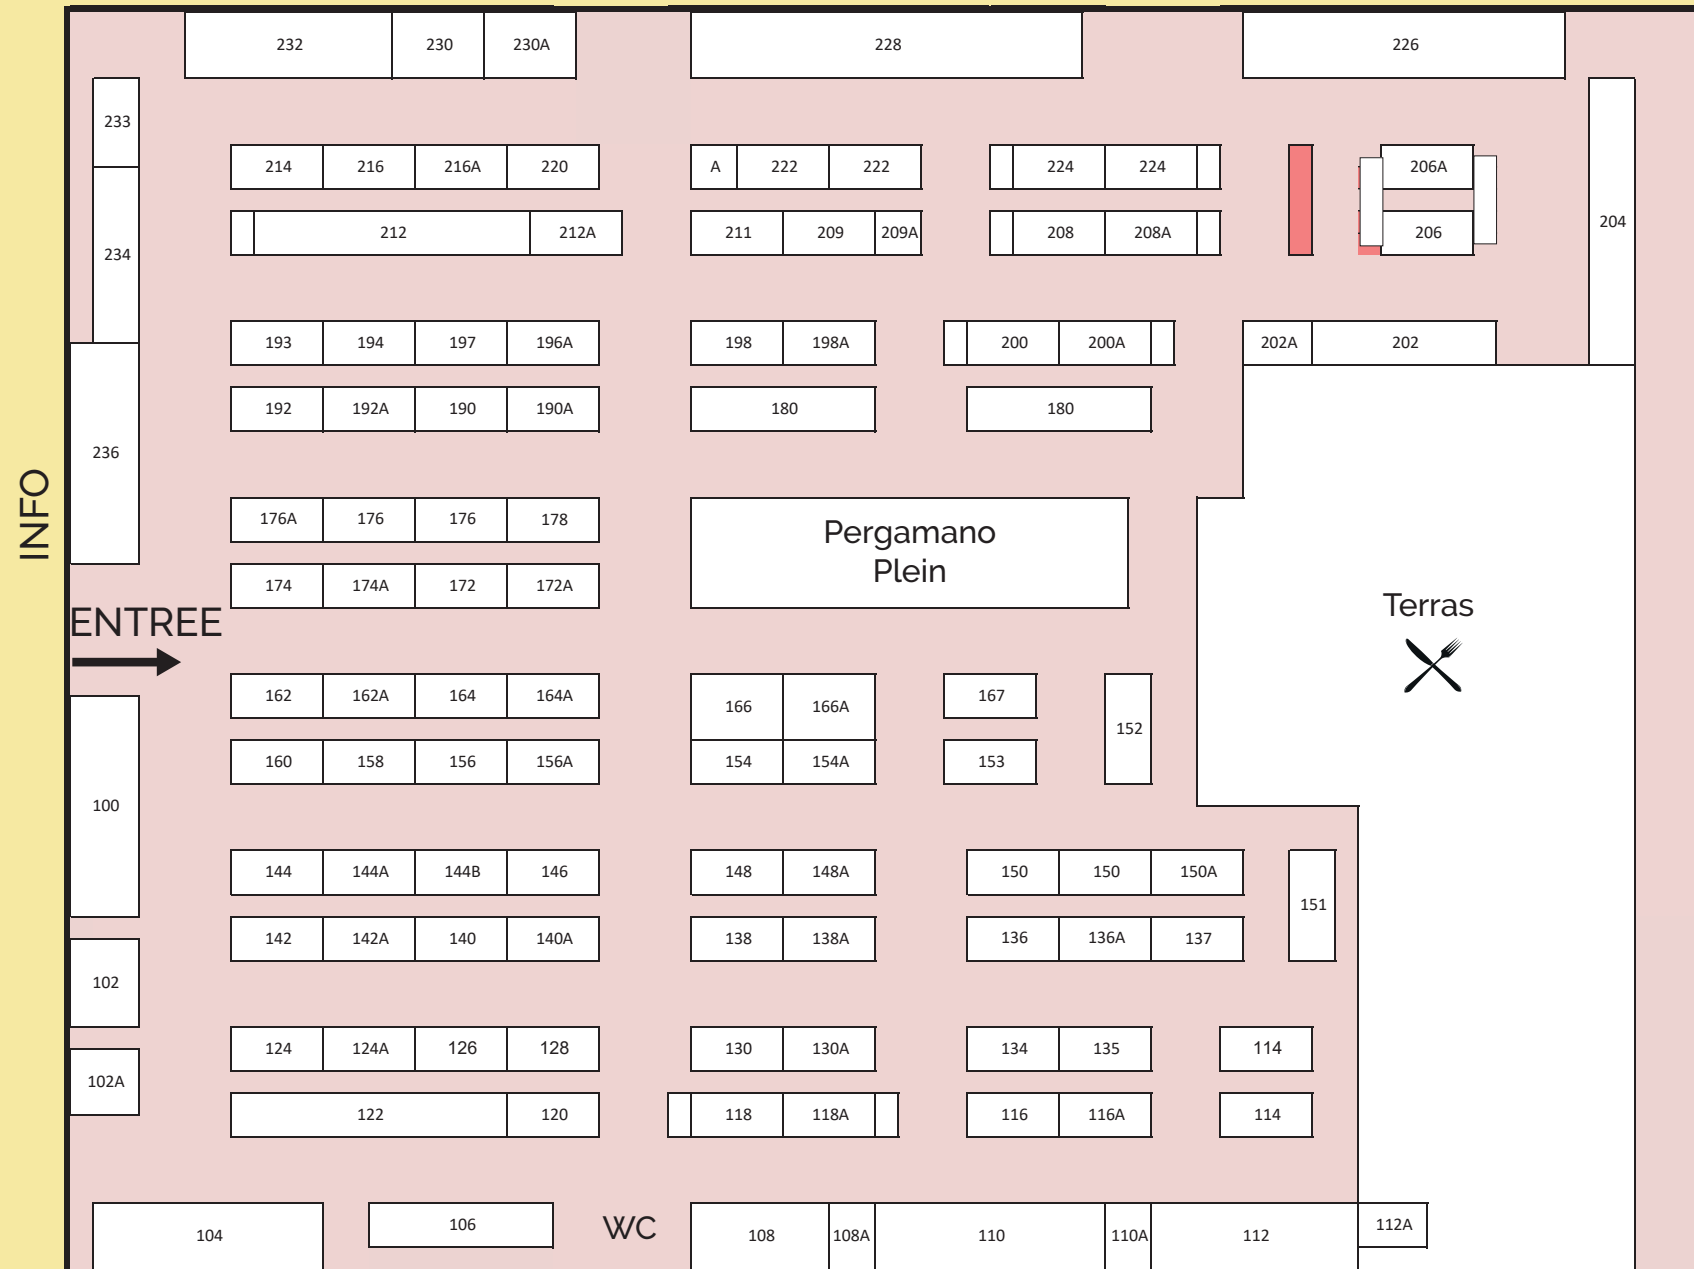 232 230 230A 228 226
233
214 216 216A 220 A 222 222 224 224 206A
204
234 212 212A 211 209 209A 208 208A 206
193 194 197 196A 198 198A 200 200A 202A 202
192 192A 190 190A 180 180
236
INFO
176A 176 176 178
Pergamano
Plein
174 174A 172 172A
ENTREE
Terras
162 162A 164 164A 166 166A 167
152
160 158 156 156A 154 154A 153
100
144 144A 144B 146 148 148A 150 150 150A
151
142 142A 140 140A 138 138A 136 136A 137
102
124 124A 126 128 130 130A 134 135 114
102A
122 120 118 118A 116 116A 114
104 106 WC 108 108A 110 110A 112 112A